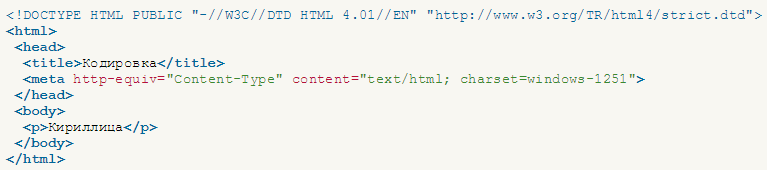 <!DOCTYPE HTML PUBLIC "-//W3C//DTD HTML 4.01//EN" "http://www.w3.org/TR/html4/strict.dtd">
<html>
<head>
<title>Кодировка</title>
<meta http-equiv="Content-Type" content="text/html; charset=windows-1251">
</head>
<body>
<p>Кириллица</p>
</body>
</html>